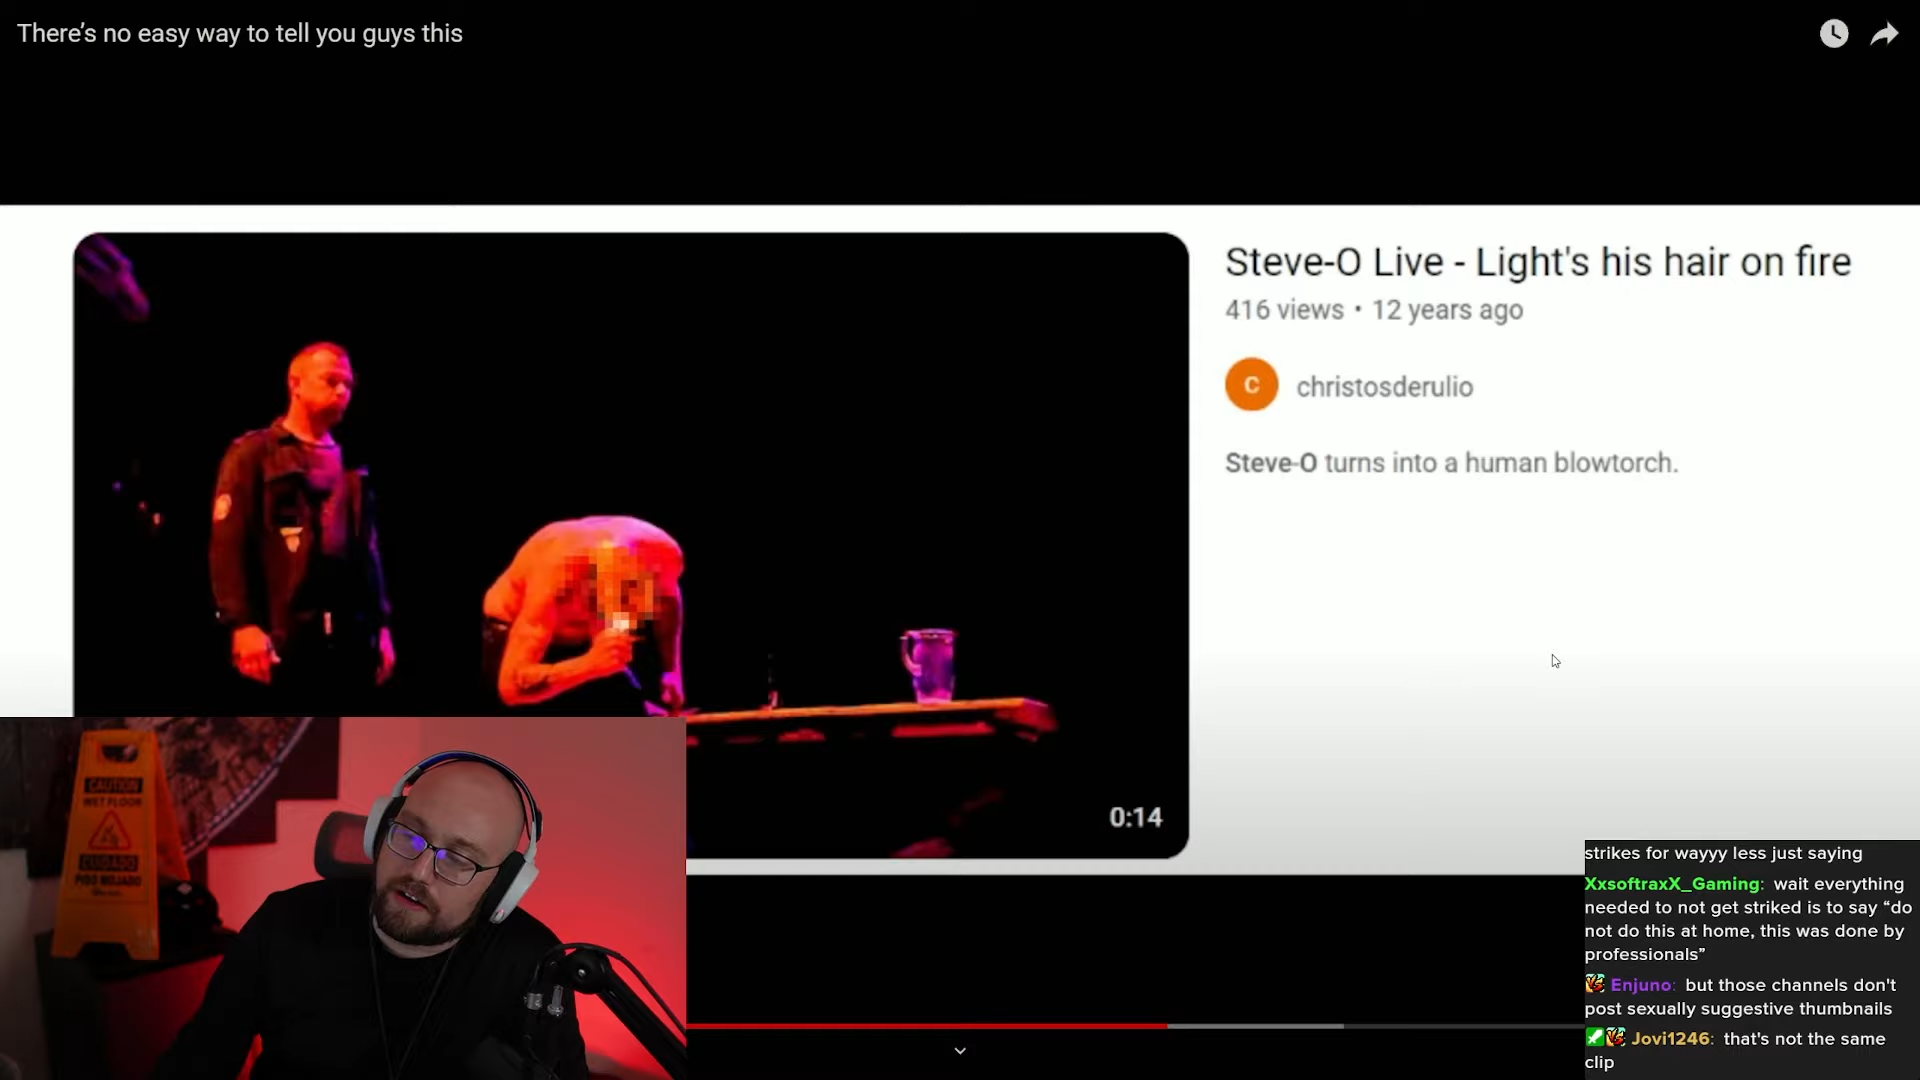 There’s no easy way to tell you guys this
Steve-O Live - Light's his hair on fire
416 views • 12 years ago
C
christosderulio
Steve-O turns into a human blowtorch.
0:14
CAUTION
WET FLOOR
CUIDADO
PISO MOJADO
strikes for wayyy less just saying
XxsoftraxX_Gaming: wait everything
needed to not get striked is to say “do
not do this at home, this was done by
professionals”
Enjuno: but those channels don't
post sexually suggestive thumbnails
Jovi1246: that's not the same
clip